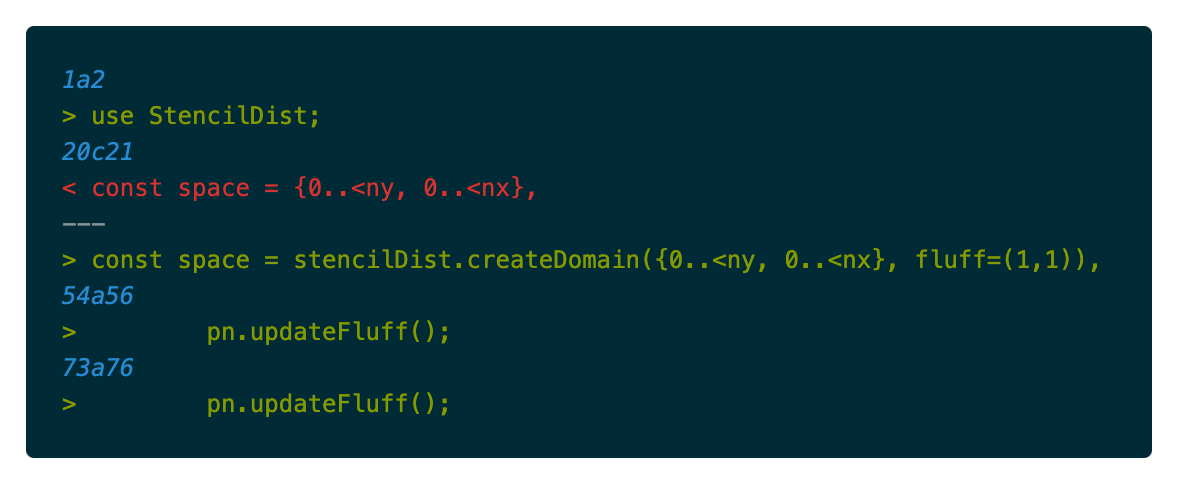 1a2
> use StencilDist;
20c21
< const space = {0..<ny, 0..<nx},
---
> const space = stencilDist.createDomain({0..<ny, 0..<nx}, fluff=(1,1)),
54a56
>         pn.updateFluff();
73a76
>         pn.updateFluff();